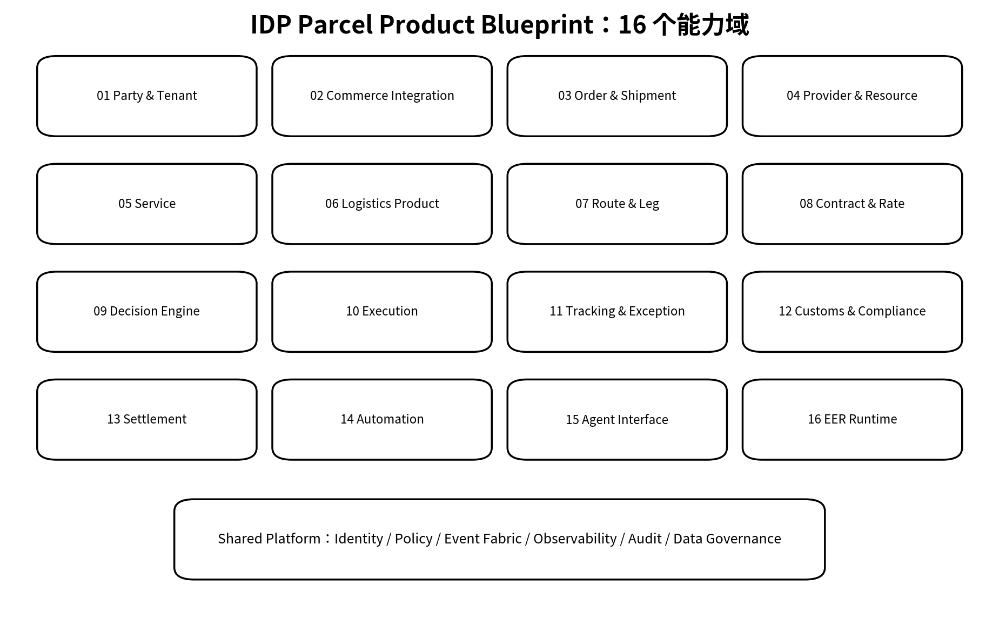 IDP Parcel Product Blueprint：16 个能力域
01 Party & Tenant
02 Commerce Integration
03 Order & Shipment
04 Provider & Resource
05 Service
06 Logistics Product
07 Route & Leg
08 Contract & Rate
09 Decision Engine
10 Execution
11 Tracking & Exception
12 Customs & Compliance
13 Settlement
14 Automation
15 Agent Interface
16 EER Runtime
Shared Platform：Identity / Policy / Event Fabric / Observability / Audit / Data Governance